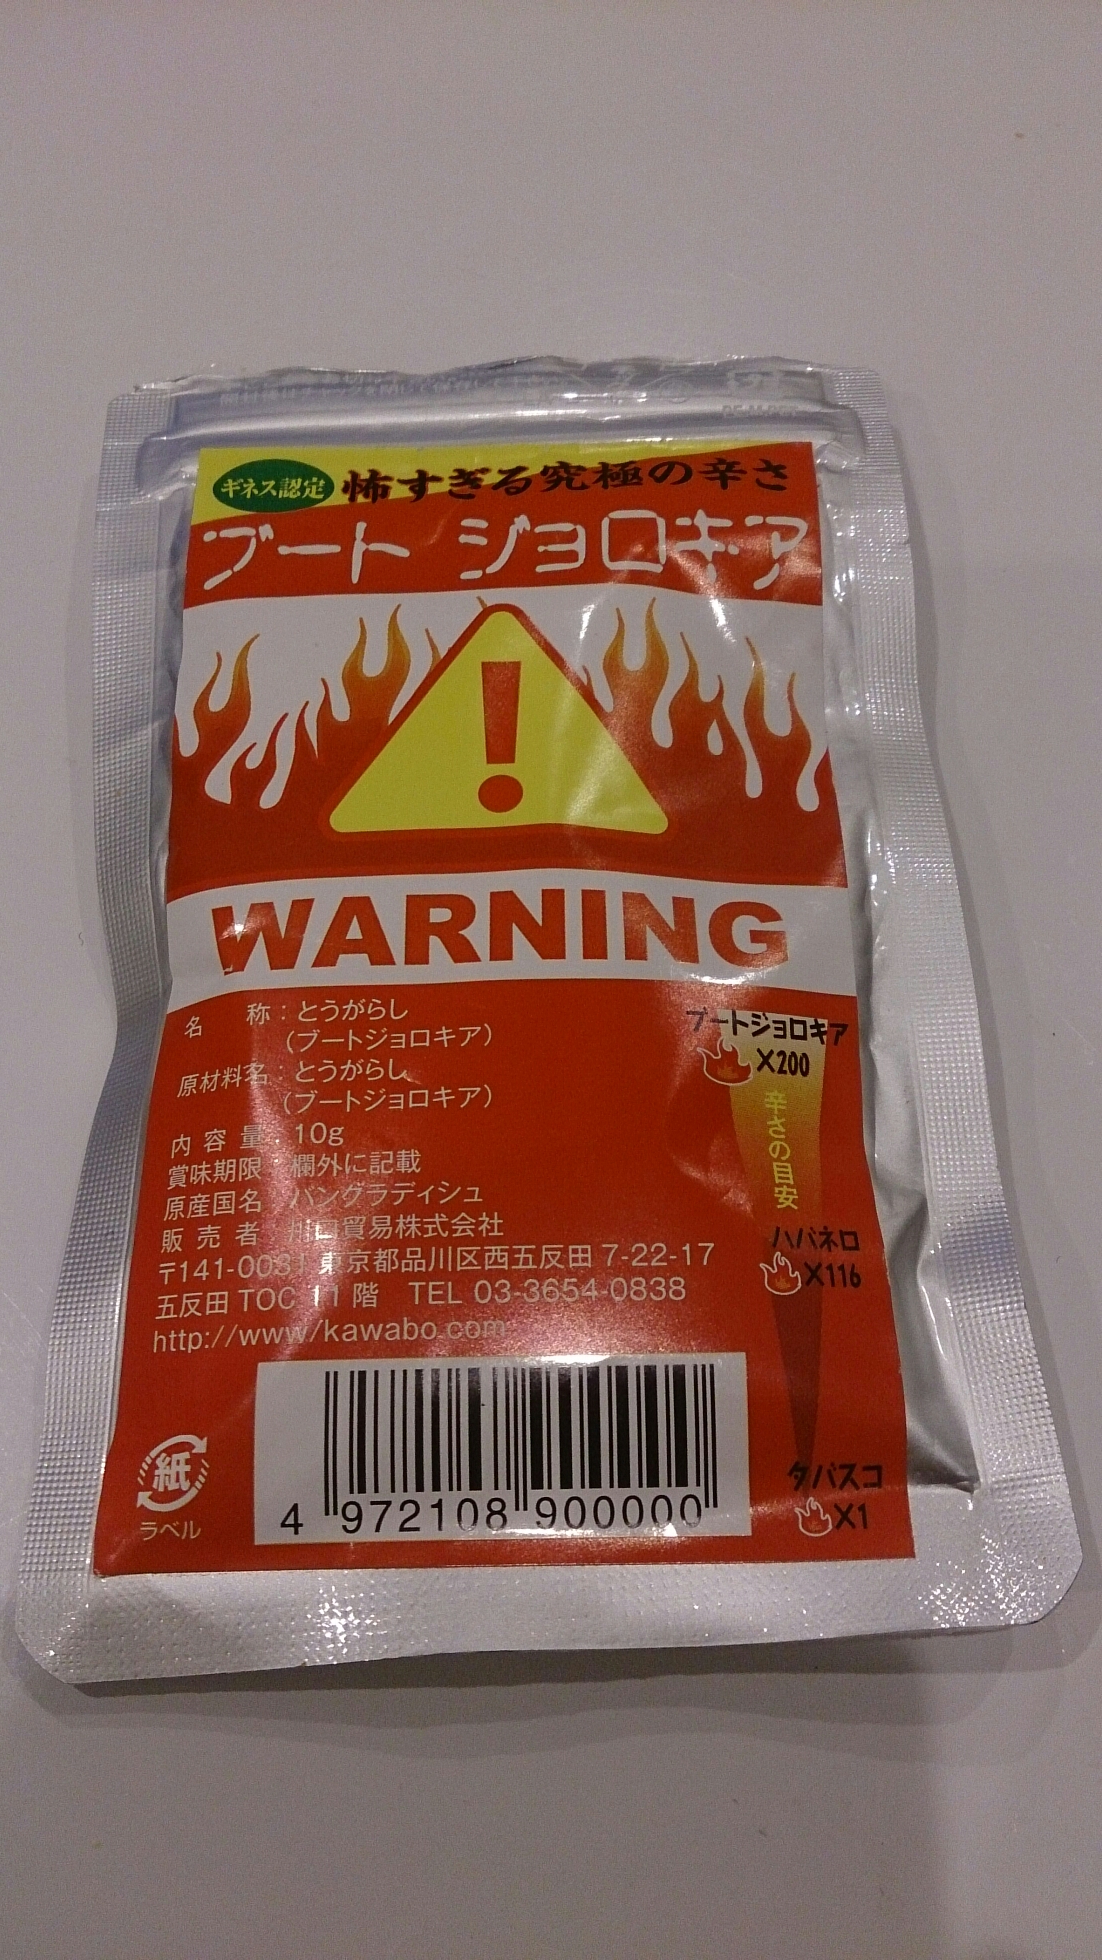 ギネス認定 怖すぎる究極の辛さ
ブート ジョロキア
WARNING
名 称：とうがらし
（ブートジョロキア）
原材料名：とうがらし
（ブートジョロキア）
内容量：10g
賞味期限 欄外に記載
原産国名 バングラディシュ
販売者 川口貿易株式会社
〒141-0031 東京都品川区西五反田 7-22-17
五反田 TOC 11 階 TEL 03-3654-0838
http://www/kawabo.com
ブートジョロキア
X200
辛さの目安
ハバネロ
X116
タバスコ
X1
紙
ラベル
4 972108 900000